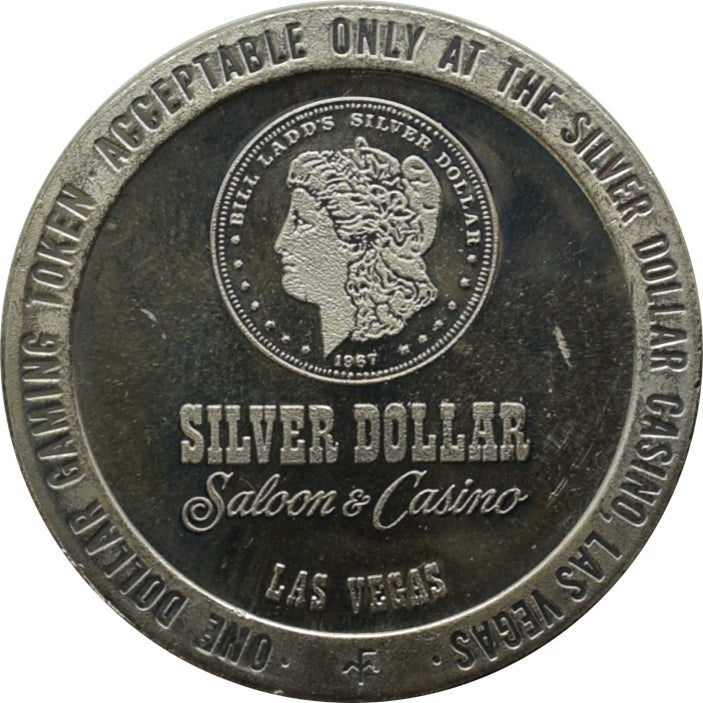 ONE DOLLAR GAMING TOKEN · ACCEPTABLE ONLY AT THE SILVER DOLLAR CASINO, LAS VEGAS ·
· BILL LADD'S SILVER DOLLAR ·
1967
SILVER DOLLAR
Saloon & Casino
LAS VEGAS